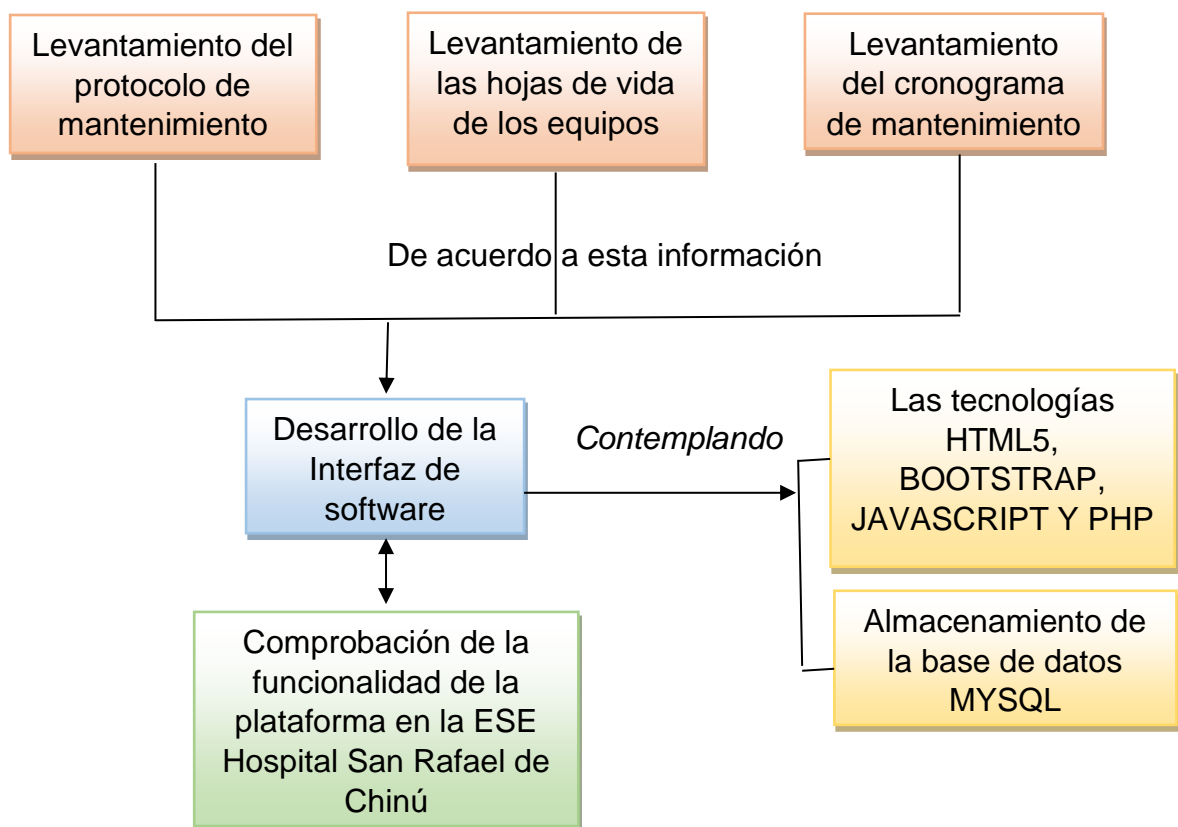 Levantamiento del
protocolo de
mantenimiento
Levantamiento de
las hojas de vida
de los equipos
Levantamiento
del cronograma
de mantenimiento
De acuerdo a esta información
Desarrollo de la
Interfaz de
software
Contemplando
Las tecnologías
HTML5,
BOOTSTRAP,
JAVASCRIPT Y PHP
Almacenamiento de
la base de datos
MYSQL
Comprobación de la
funcionalidad de la
plataforma en la ESE
Hospital San Rafael de
Chinú